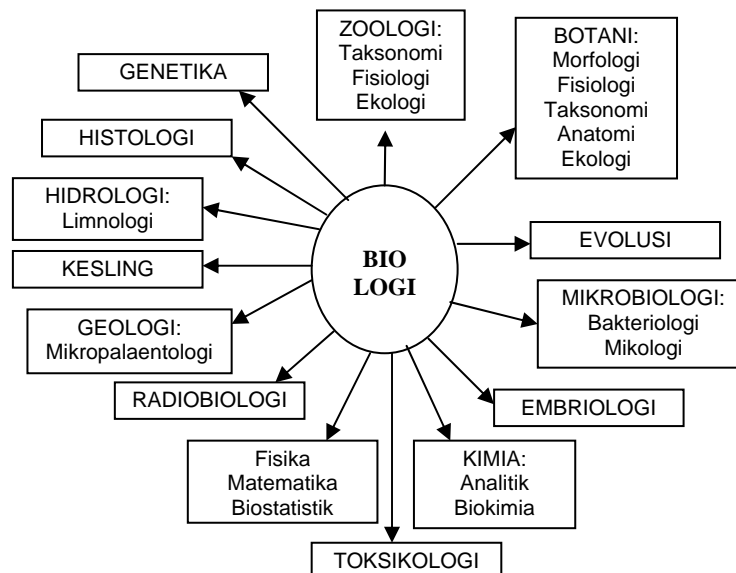 ZOOLOGI:
Taksonomi
Fisiologi
Ekologi
BOTANI:
Morfologi
Fisiologi
Taksonomi
Anatomi
Ekologi
GENETIKA
HISTOLOGI
HIDROLOGI:
Limnologi
KESLING
GEOLOGI:
Mikropalaentologi
RADIOBIOLOGI
BIO
LOGI
EVOLUSI
MIKROBIOLOGI:
Bakteriologi
Mikologi
EMBRIOLOGI
Fisika
Matematika
Biostatistik
KIMIA:
Analitik
Biokimia
TOKSIKOLOGI